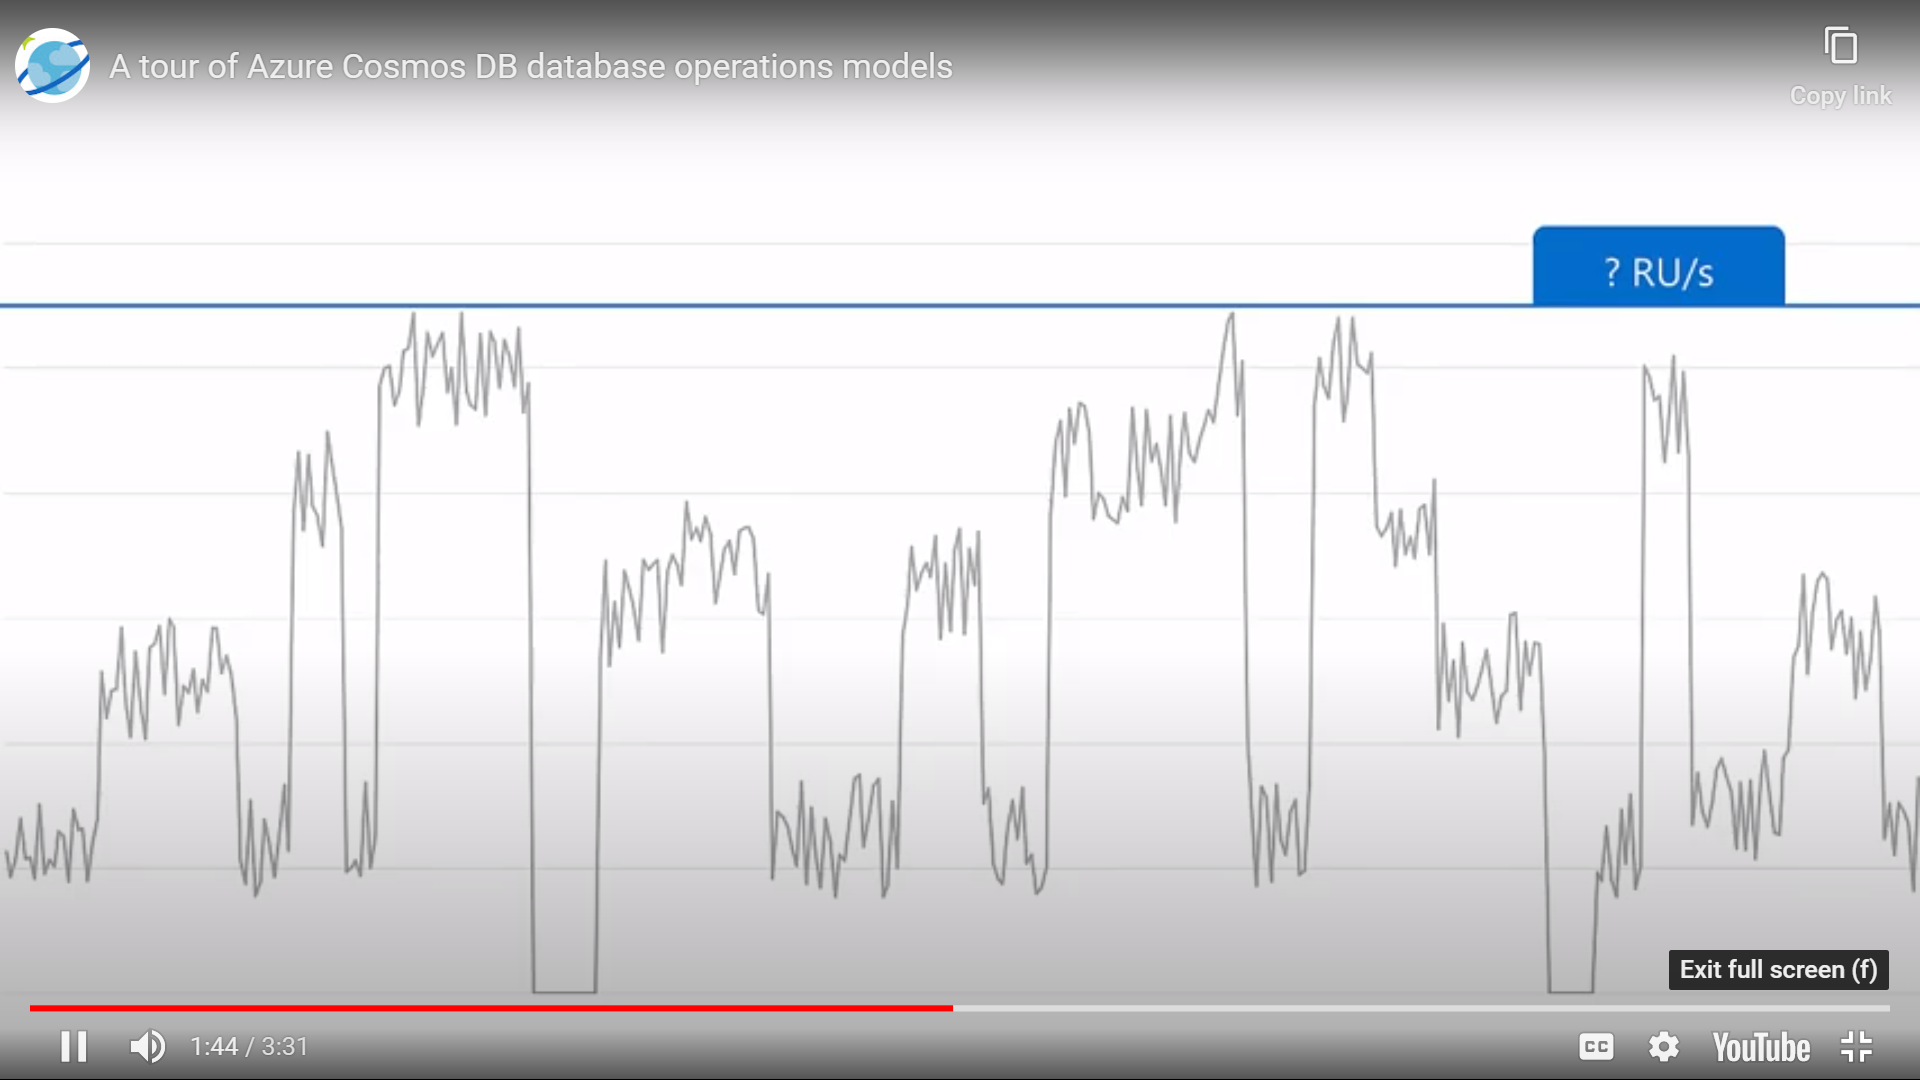 A tour of Azure Cosmos DB database operations models
Copy link
? RU/s
Exit full screen (f)
1:44 / 3:31
CC
YouTube